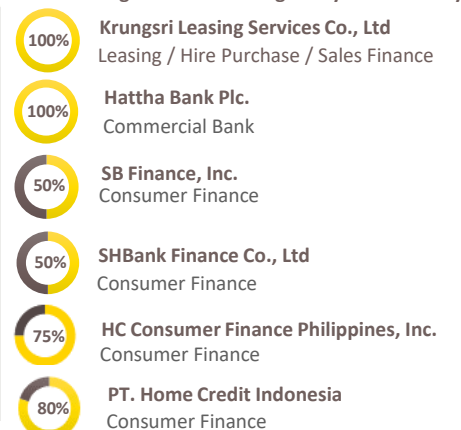 100%
Krungsri Leasing Services Co., Ltd
Leasing / Hire Purchase / Sales Finance
100%
Hattha Bank Plc.
Commercial Bank
50%
SB Finance, Inc.
Consumer Finance
50%
SHBank Finance Co., Ltd
Consumer Finance
75%
HC Consumer Finance Philippines, Inc.
Consumer Finance
80%
PT. Home Credit Indonesia
Consumer Finance